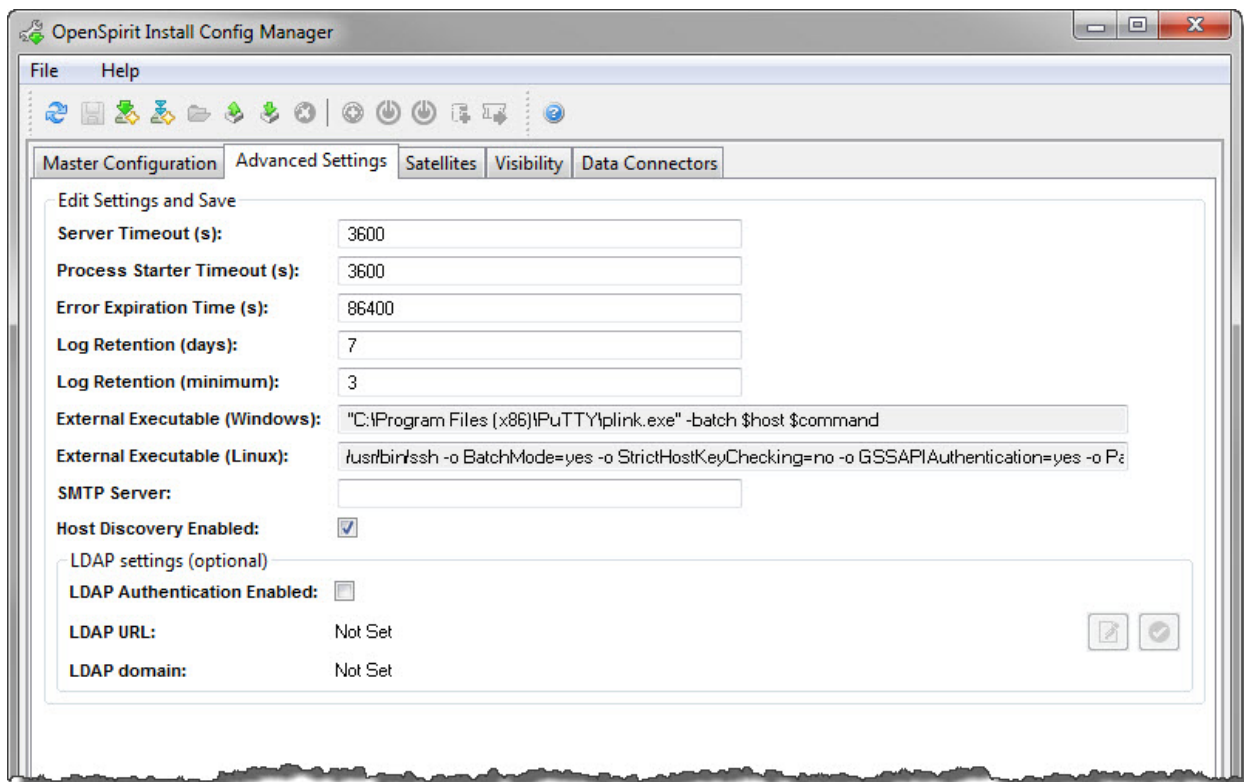 OpenSpirit Install Config Manager
File Help
Master Configuration Advanced Settings Satellites Visibility Data Connectors
Edit Settings and Save
Server Timeout (s): 3600
Process Starter Timeout (s): 3600
Error Expiration Time (s): 86400
Log Retention (days): 7
Log Retention (minimum): 3
External Executable (Windows): "C:\Program Files (x86)\PuTTY\plink.exe" -batch $host $command
External Executable (Linux): /usr/bin/ssh -o BatchMode=yes -o StrictHostKeyChecking=no -o GSSAPIAuthentication=yes -o Pa
SMTP Server:
Host Discovery Enabled:
LDAP settings (optional)
LDAP Authentication Enabled:
LDAP URL: Not Set
LDAP domain: Not Set